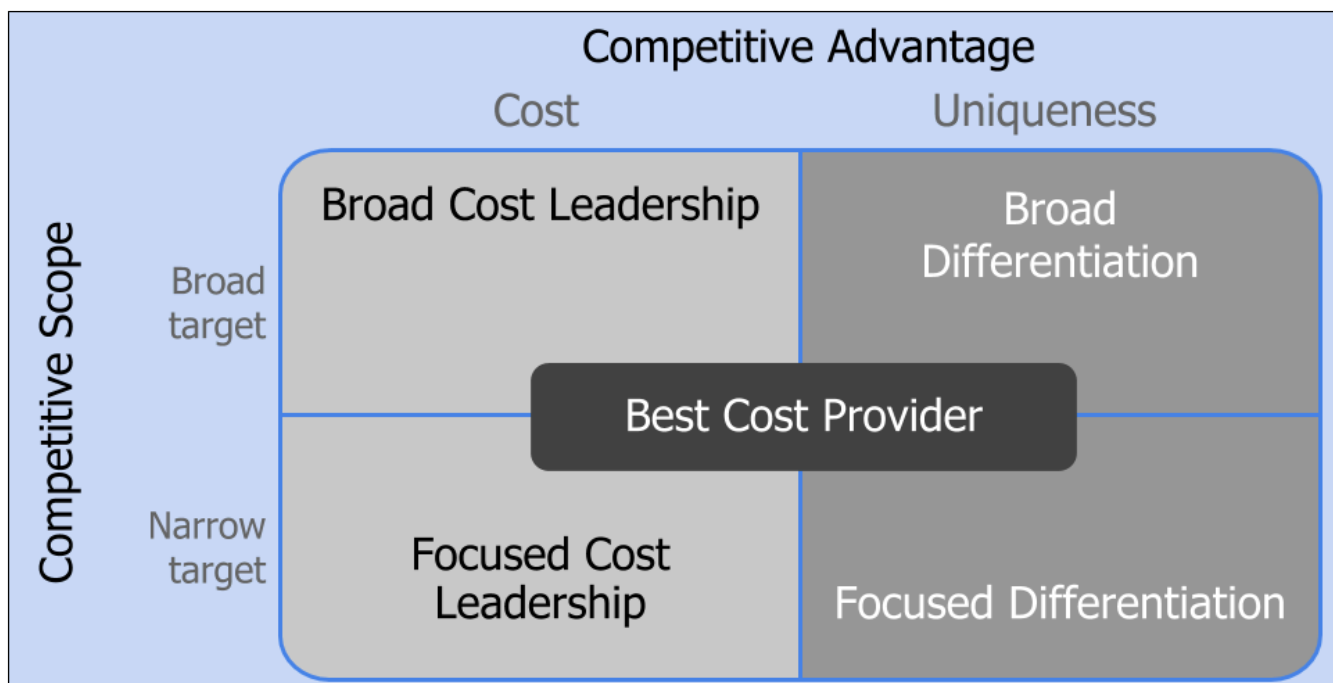 Competitive Advantage
Cost
Uniqueness
Competitive Scope
Broad
target
Broad Cost Leadership
Broad
Differentiation
Best Cost Provider
Narrow
target
Focused Cost
Leadership
Focused Differentiation